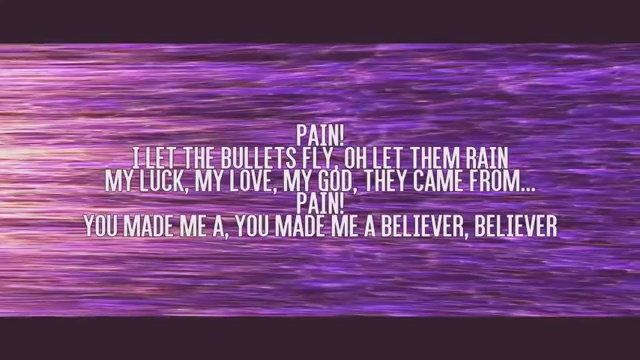 PAIN!
I LET THE BULLETS FLY, OH LET THEM RAIN
MY LUCK, MY LOVE, MY GOD, THEY CAME FROM...
PAIN!
YOU MADE ME A, YOU MADE ME A BELIEVER, BELIEVER